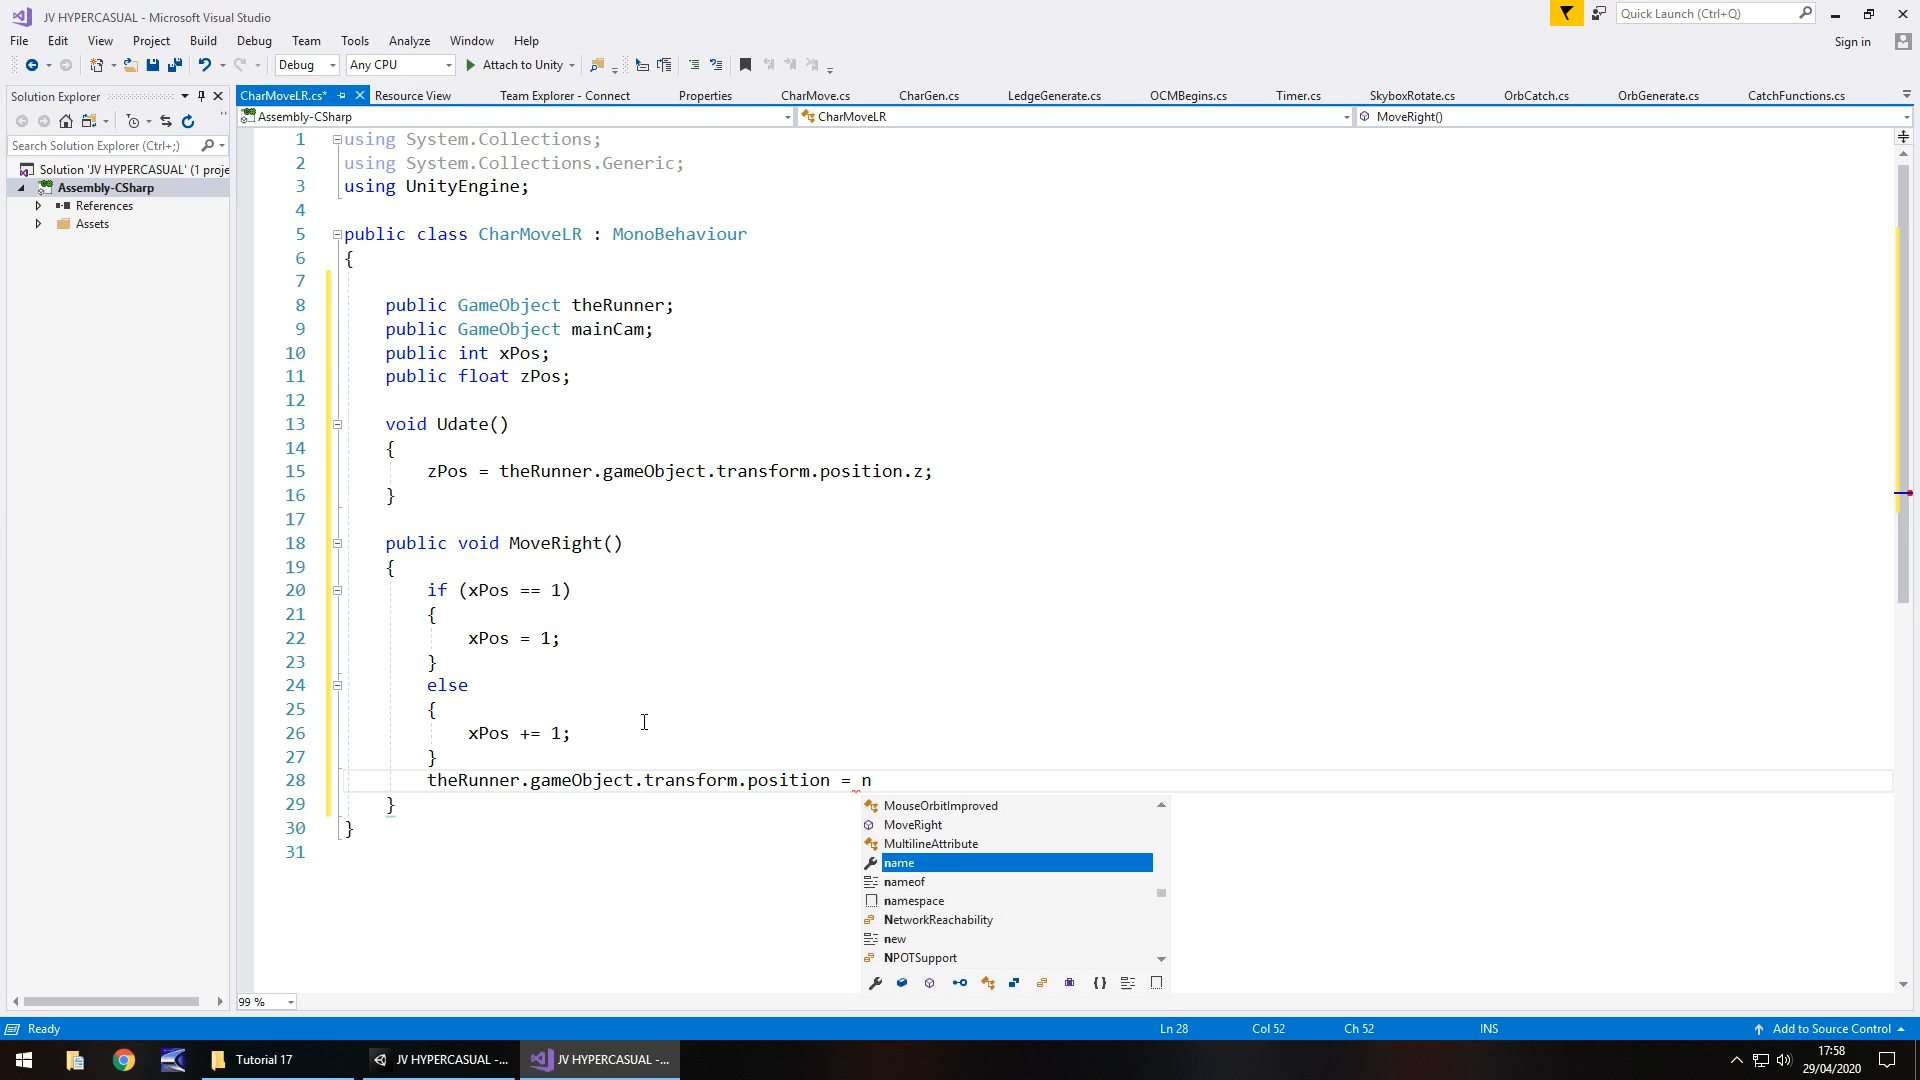 JV HYPERCASUAL - Microsoft Visual Studio
Quick Launch (Ctrl+Q)
File Edit View Project Build Debug Team Tools Analyze Window Help
Sign in
Debug Any CPU Attach to Unity
Solution Explorer
CharMoveLR.cs* Resource View Team Explorer - Connect Properties CharMove.cs CharGen.cs LedgeGenerate.cs OCMBegins.cs Timer.cs SkyboxRotate.cs OrbCatch.cs OrbGenerate.cs CatchFunctions.cs
Assembly-CSharp CharMoveLR MoveRight()
Search Solution Explorer (Ctrl+;)
Solution 'JV HYPERCASUAL' (1 proje
Assembly-CSharp
References
Assets
1 using System.Collections;
2 using System.Collections.Generic;
3 using UnityEngine;
4
5 public class CharMoveLR : MonoBehaviour
6 {
7
8 public GameObject theRunner;
9 public GameObject mainCam;
10 public int xPos;
11 public float zPos;
12
13 void Udate()
14 {
15 zPos = theRunner.gameObject.transform.position.z;
16 }
17
18 public void MoveRight()
19 {
20 if (xPos == 1)
21 {
22 xPos = 1;
23 }
24 else
25 {
26 xPos += 1;
27 }
28 theRunner.gameObject.transform.position = n
29 }
30 }
31
MouseOrbitImproved
MoveRight
MultilineAttribute
name
nameof
namespace
NetworkReachability
new
NPOTSupport
99 %
Ready Ln 28 Col 52 Ch 52 INS Add to Source Control
Tutorial 17 JV HYPERCASUAL -... JV HYPERCASUAL -...
17:58
29/04/2020